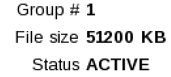 Group # 1
File size 51200 KB
Status ACTIVE